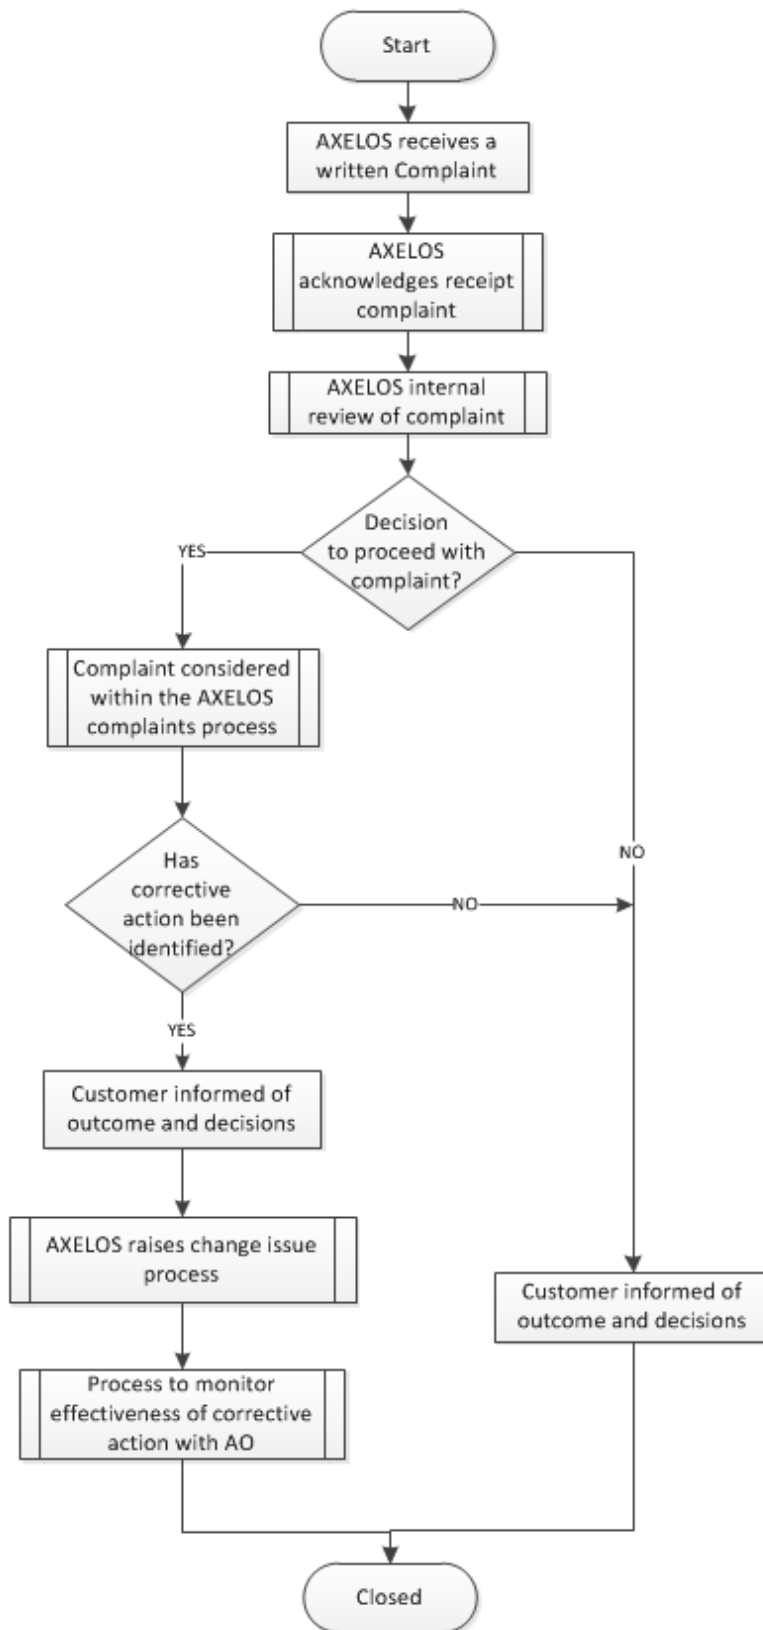 Start
AXELOS receives a
written Complaint
AXELOS
acknowledges receipt
complaint
AXELOS internal
review of complaint
Decision
to proceed with
complaint?
YES
Complaint considered
within the AXELOS
complaints process
NO
Has
corrective
action been
identified?
NO
YES
Customer informed of
outcome and decisions
AXELOS raises change issue
process
Customer informed of
outcome and decisions
Process to monitor
effectiveness of corrective
action with AO
Closed